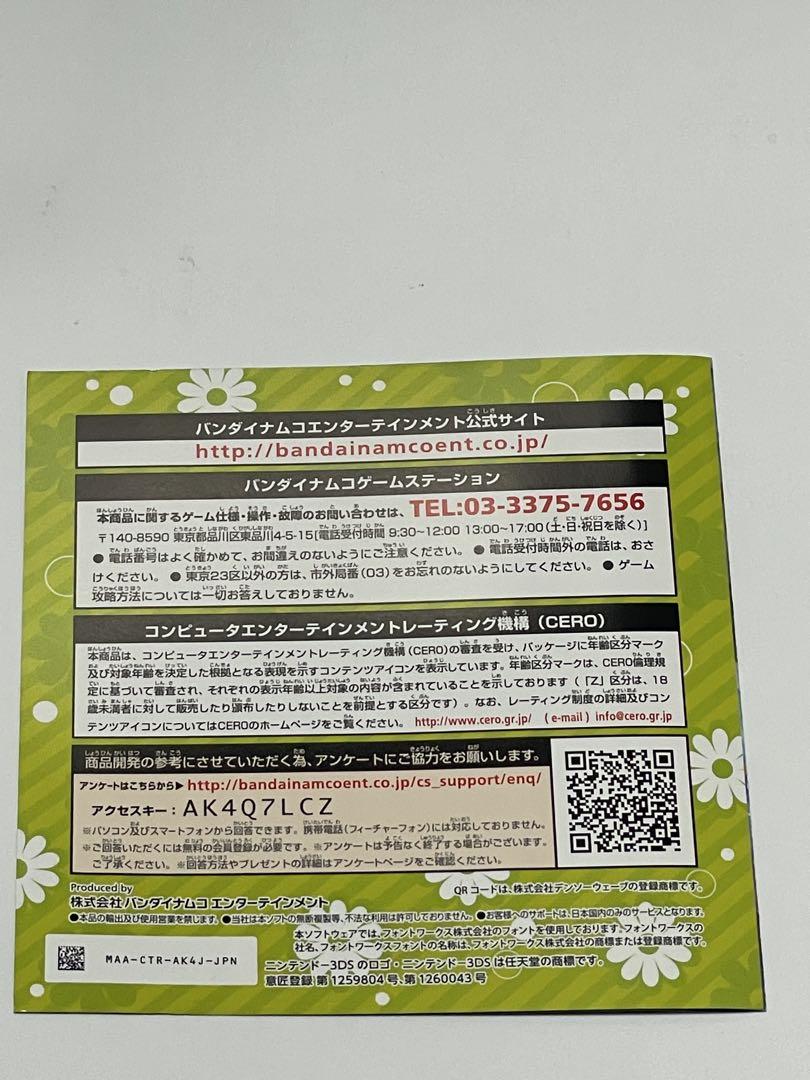 バンダイナムコエンターテインメント公式サイト
http://bandainamcoent.co.jp/
バンダイナムコゲームステーション
本商品に関するゲーム仕様・操作・故障のお問い合わせは、TEL:03-3375-7656
〒140-8590 東京都品川区東品川4-5-15[電話受付時間 9:30~12:00 13:00~17:00(土・日・祝日を除く)]
● 電話番号はよく確かめて、お間違えのないようにご注意ください。 ● 電話受付時間外の電話は、おさ
けください。 ● 東京23区以外の方は、市外局番(03)をお忘れのないようにしてください。 ● ゲーム
攻略方法については一切お答えしておりません。
コンピュータエンターテインメントレーティング機構(CERO)
本商品は、コンピュータエンターテインメントレーティング機構(CERO)の審査を受け、パッケージに年齢区分マーク
及び対象年齢を決定した根拠となる表現を示すコンテンツアイコンを表示しています。年齢区分マークは、CERO倫理規
定に基づいて審査され、それぞれの表示年齢以上対象の内容が含まれていることを示しております(「Z」区分は、18
歳未満者に対して販売したり頒布したりしないことを前提とする区分です)。なお、レーティング制度の詳細及びコン
テンツアイコンについてはCEROのホームページをご覧ください。 http://www.cero.gr.jp/ (e-mail) info@cero.gr.jp
商品開発の参考にさせていただく為、アンケートにご協力をお願いします。
アンケートはこちらから▶http://bandainamcoent.co.jp/cs_support/enq/
アクセスキー:AK4Q7LCZ
※パソコン及びスマートフォンから回答できます。携帯電話(フィーチャーフォン)には対応しておりません。
※ご回答いただくには無料の会員登録が必要です。※アンケートは予告なく終了する場合がございます。
ご了承ください。※回答方法やプレゼントの詳細はアンケートページをご確認ください。
QRコードは、株式会社デンソーウェーブの登録商標です。
Produced by
株式会社バンダイナムコ エンターテインメント
●本品の輸出及び使用営業を禁じます。 ●当社は本ソフトの無断複製等、不法な利用は許可しておりません。 ●お客様へのサポートは、日本国内のみのサービスとなります。
本ソフトウェアでは、フォントワークス株式会社のフォントを使用しております。フォントワークスの
社名、フォントワークスフォントの名称は、フォントワークス株式会社の商標または登録商標です。
MAA-CTR-AK4J-JPN
ニンテンドー3DSのロゴ・ニンテンドー3DSは任天堂の商標です。
意匠登録 第1259804号、第1260043号